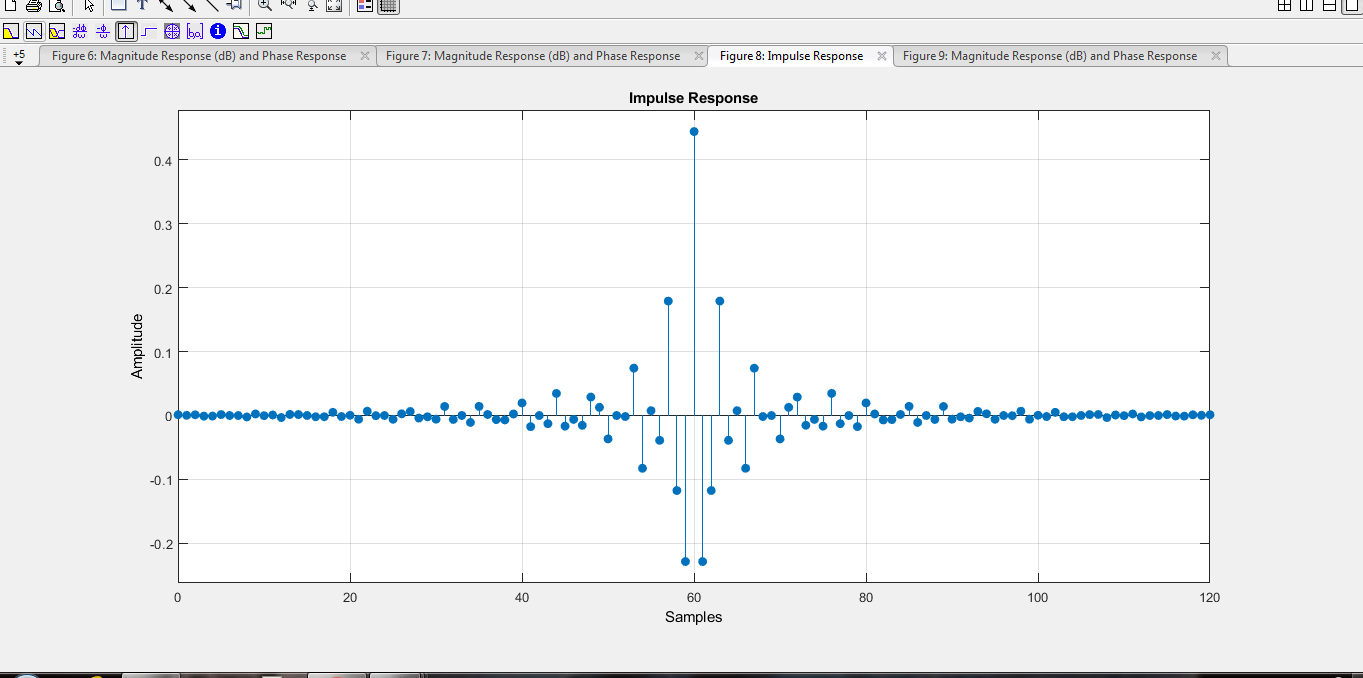 +5
Figure 6: Magnitude Response (dB) and Phase Response
Figure 7: Magnitude Response (dB) and Phase Response
Figure 8: Impulse Response
Figure 9: Magnitude Response (dB) and Phase Response
Impulse Response
0.4
0.3
0.2
0.1
0
-0.1
-0.2
Amplitude
0 20 40 60 80 100 120
Samples